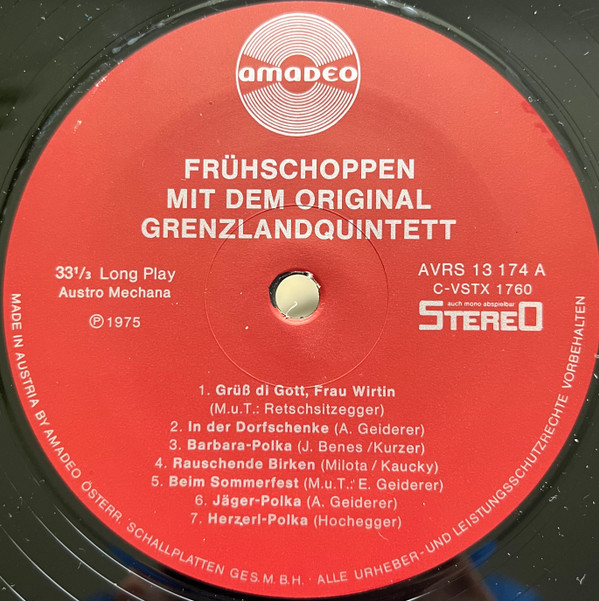 amadeo
FRÜHSCHOPPEN
MIT DEM ORIGINAL
GRENZLANDQUINTETT
33⅓ Long Play
Austro Mechana
Ⓟ 1975
AVRS 13 174 A
C-VSTX 1760
auch mono abspielbar
STEREO
1. Grüß di Gott, Frau Wirtin
(M.u.T.: Retschsitzegger)
2. In der Dorfschenke (A. Geiderer)
3. Barbara-Polka (J. Benes /Kurzer)
4. Rauschende Birken (Milota / Kaucky)
5. Beim Sommerfest (M.u.T.: E. Geiderer)
6. Jäger-Polka (A. Geiderer)
7. Herzerl-Polka (Hochegger)
MADE IN AUSTRIA BY AMADEO ÖSTERR. SCHALLPLATTEN GES. M. B. H. · ALLE URHEBER- UND LEISTUNGSSCHUTZRECHTE VORBEHALTEN